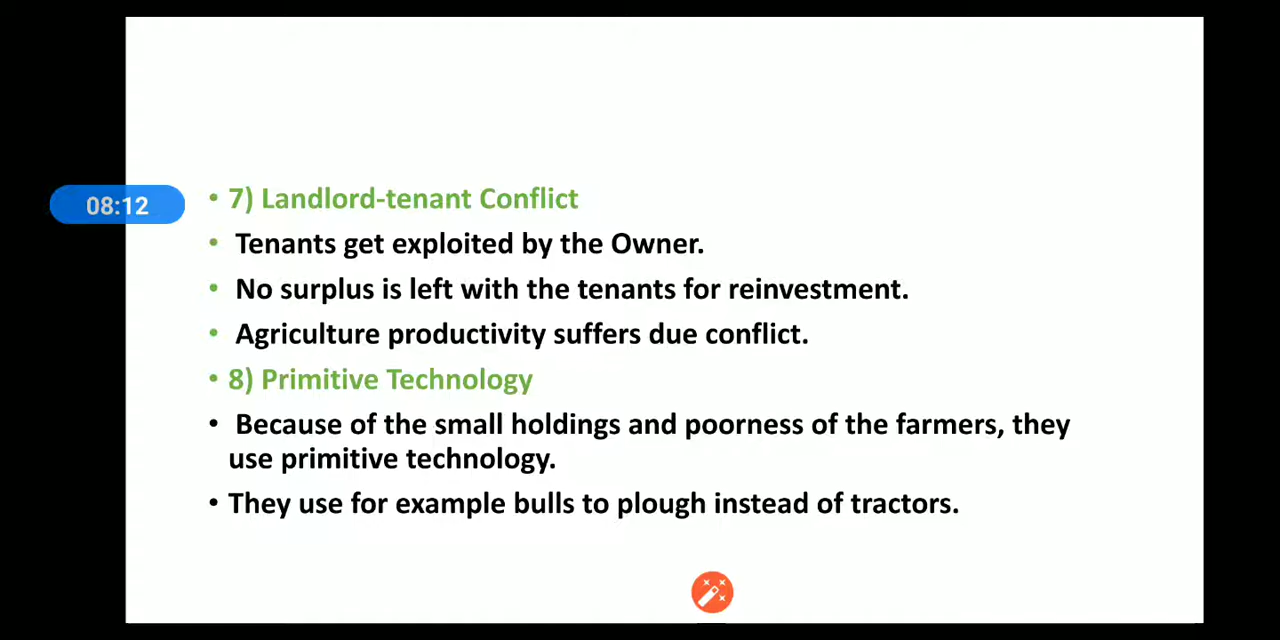 7) Landlord-tenant Conflict
08:12
Tenants get exploited by the Owner.
No surplus is left with the tenants for reinvestment.
Agriculture productivity suffers due conflict.
8) Primitive Technology
Because of the small holdings and poorness of the farmers, they
use primitive technology.
They use for example bulls to plough instead of tractors.